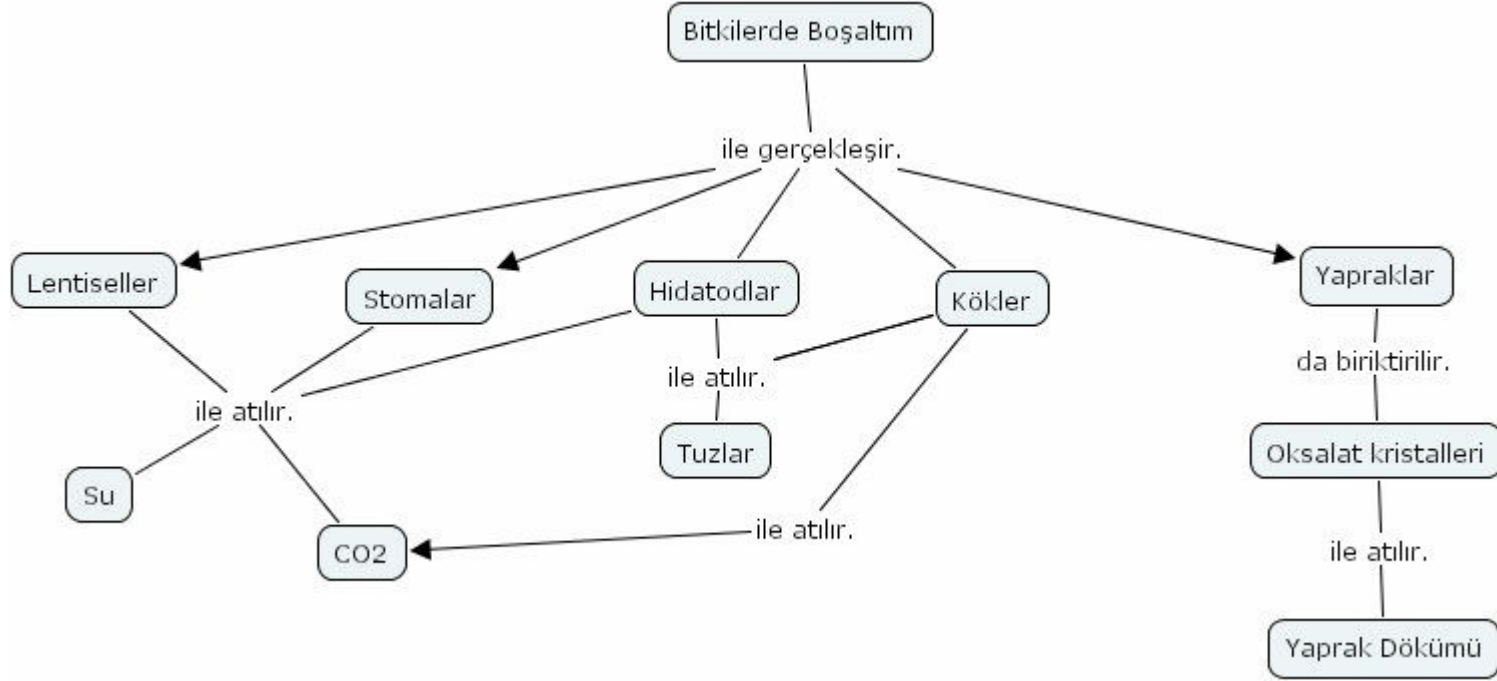 Bitkilerde Boşaltım
ile gerçekleşir.
Lentiseller
Stomalar
Hidatodlar
Kökler
Yapraklar
ile atılır.
ile atılır.
da biriktirilir.
Su
CO2
Tuzlar
ile atılır.
Oksalat kristalleri
ile atılır.
Yaprak Dökümü